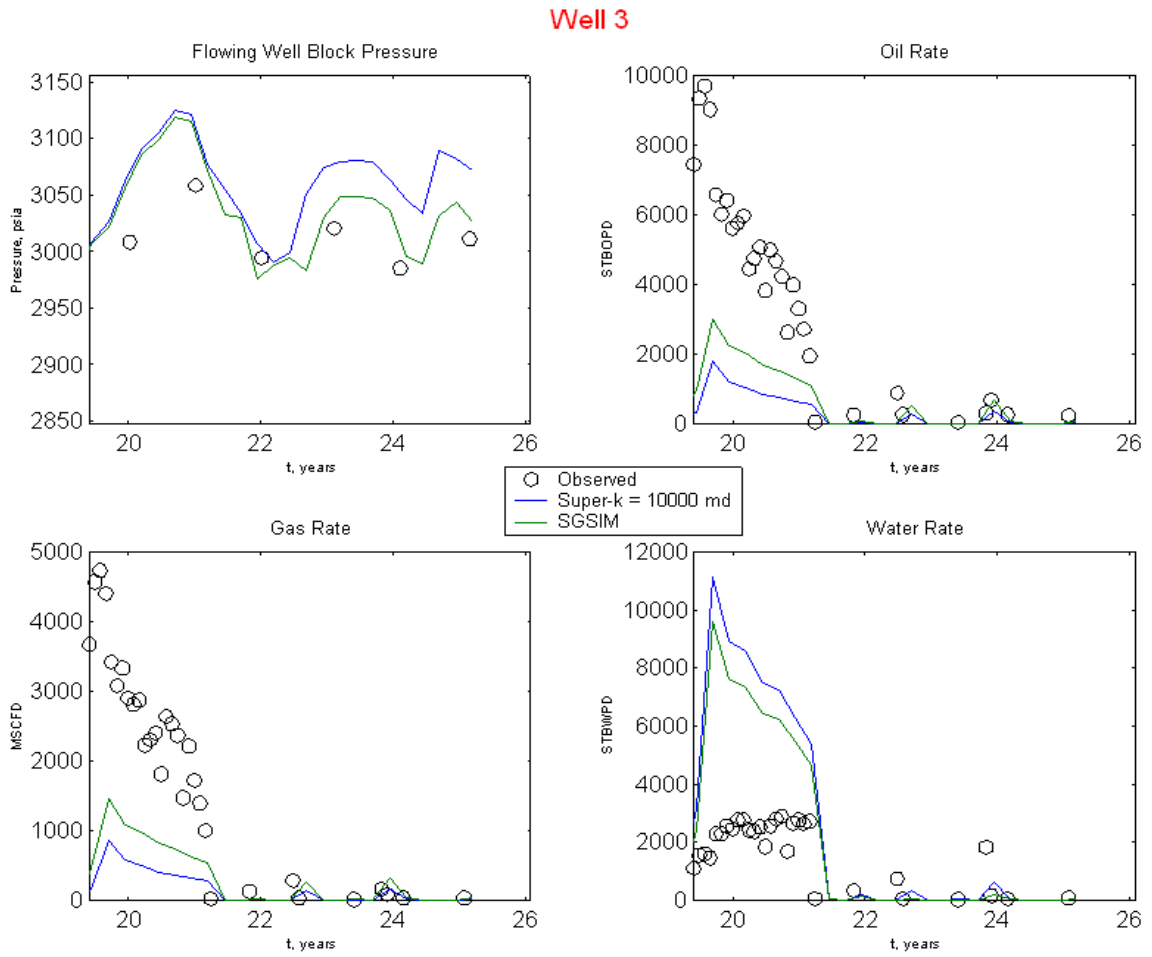 Well 3
Flowing Well Block Pressure
Pressure, psia
3150
3100
3050
3000
2950
2900
2850
20
22
24
26
t, years
Oil Rate
STBOPD
10000
8000
6000
4000
2000
0
20
22
24
26
t, years
Observed
Super-k = 10000 md
SGSIM
Gas Rate
MSCFD
5000
4000
3000
2000
1000
0
20
22
24
26
t, years
Water Rate
STBWPD
12000
10000
8000
6000
4000
2000
0
20
22
24
26
t, years